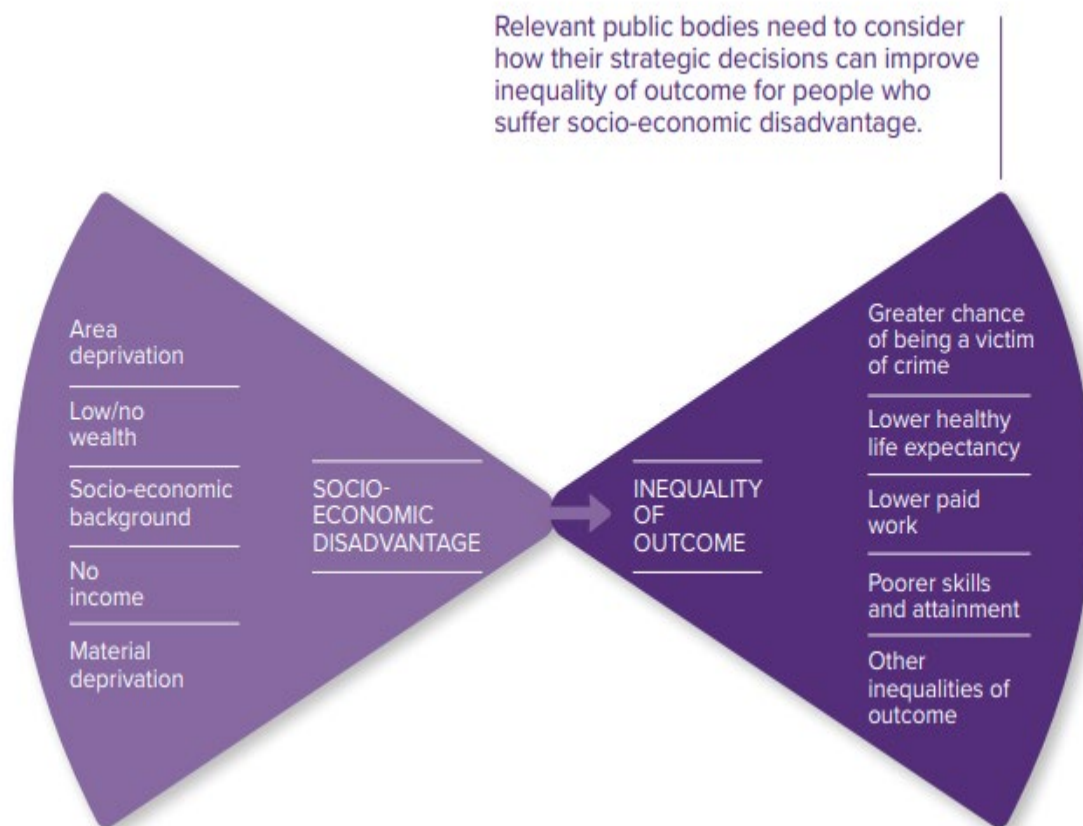 Relevant public bodies need to consider
how their strategic decisions can improve
inequality of outcome for people who
suffer socio-economic disadvantage.
Area
deprivation
Low/no
wealth
Socio-economic
background
No
income
Material
deprivation
SOCIO-
ECONOMIC
DISADVANTAGE
INEQUALITY
OF
OUTCOME
Greater chance
of being a victim
of crime
Lower healthy
life expectancy
Lower paid
work
Poorer skills
and attainment
Other
inequalities of
outcome